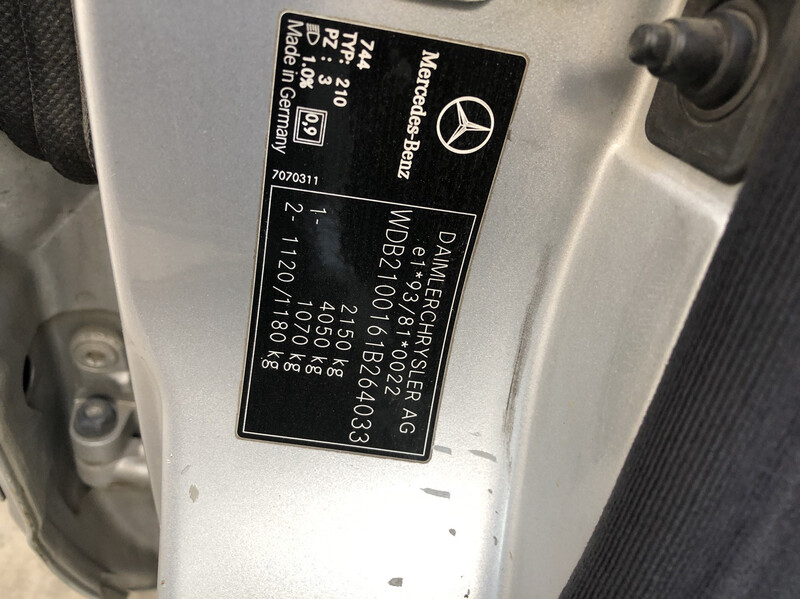 Mercedes-Benz
744
TYP: 210
PZ : 3
1.0% 0,9
Made in Germany
7070311
DAIMLERCHRYSLER AG
e1*93/81*0022
WDB2100161B264033
2150 kg
4050 kg
1- 1070 kg
2- 1120/1180 kg